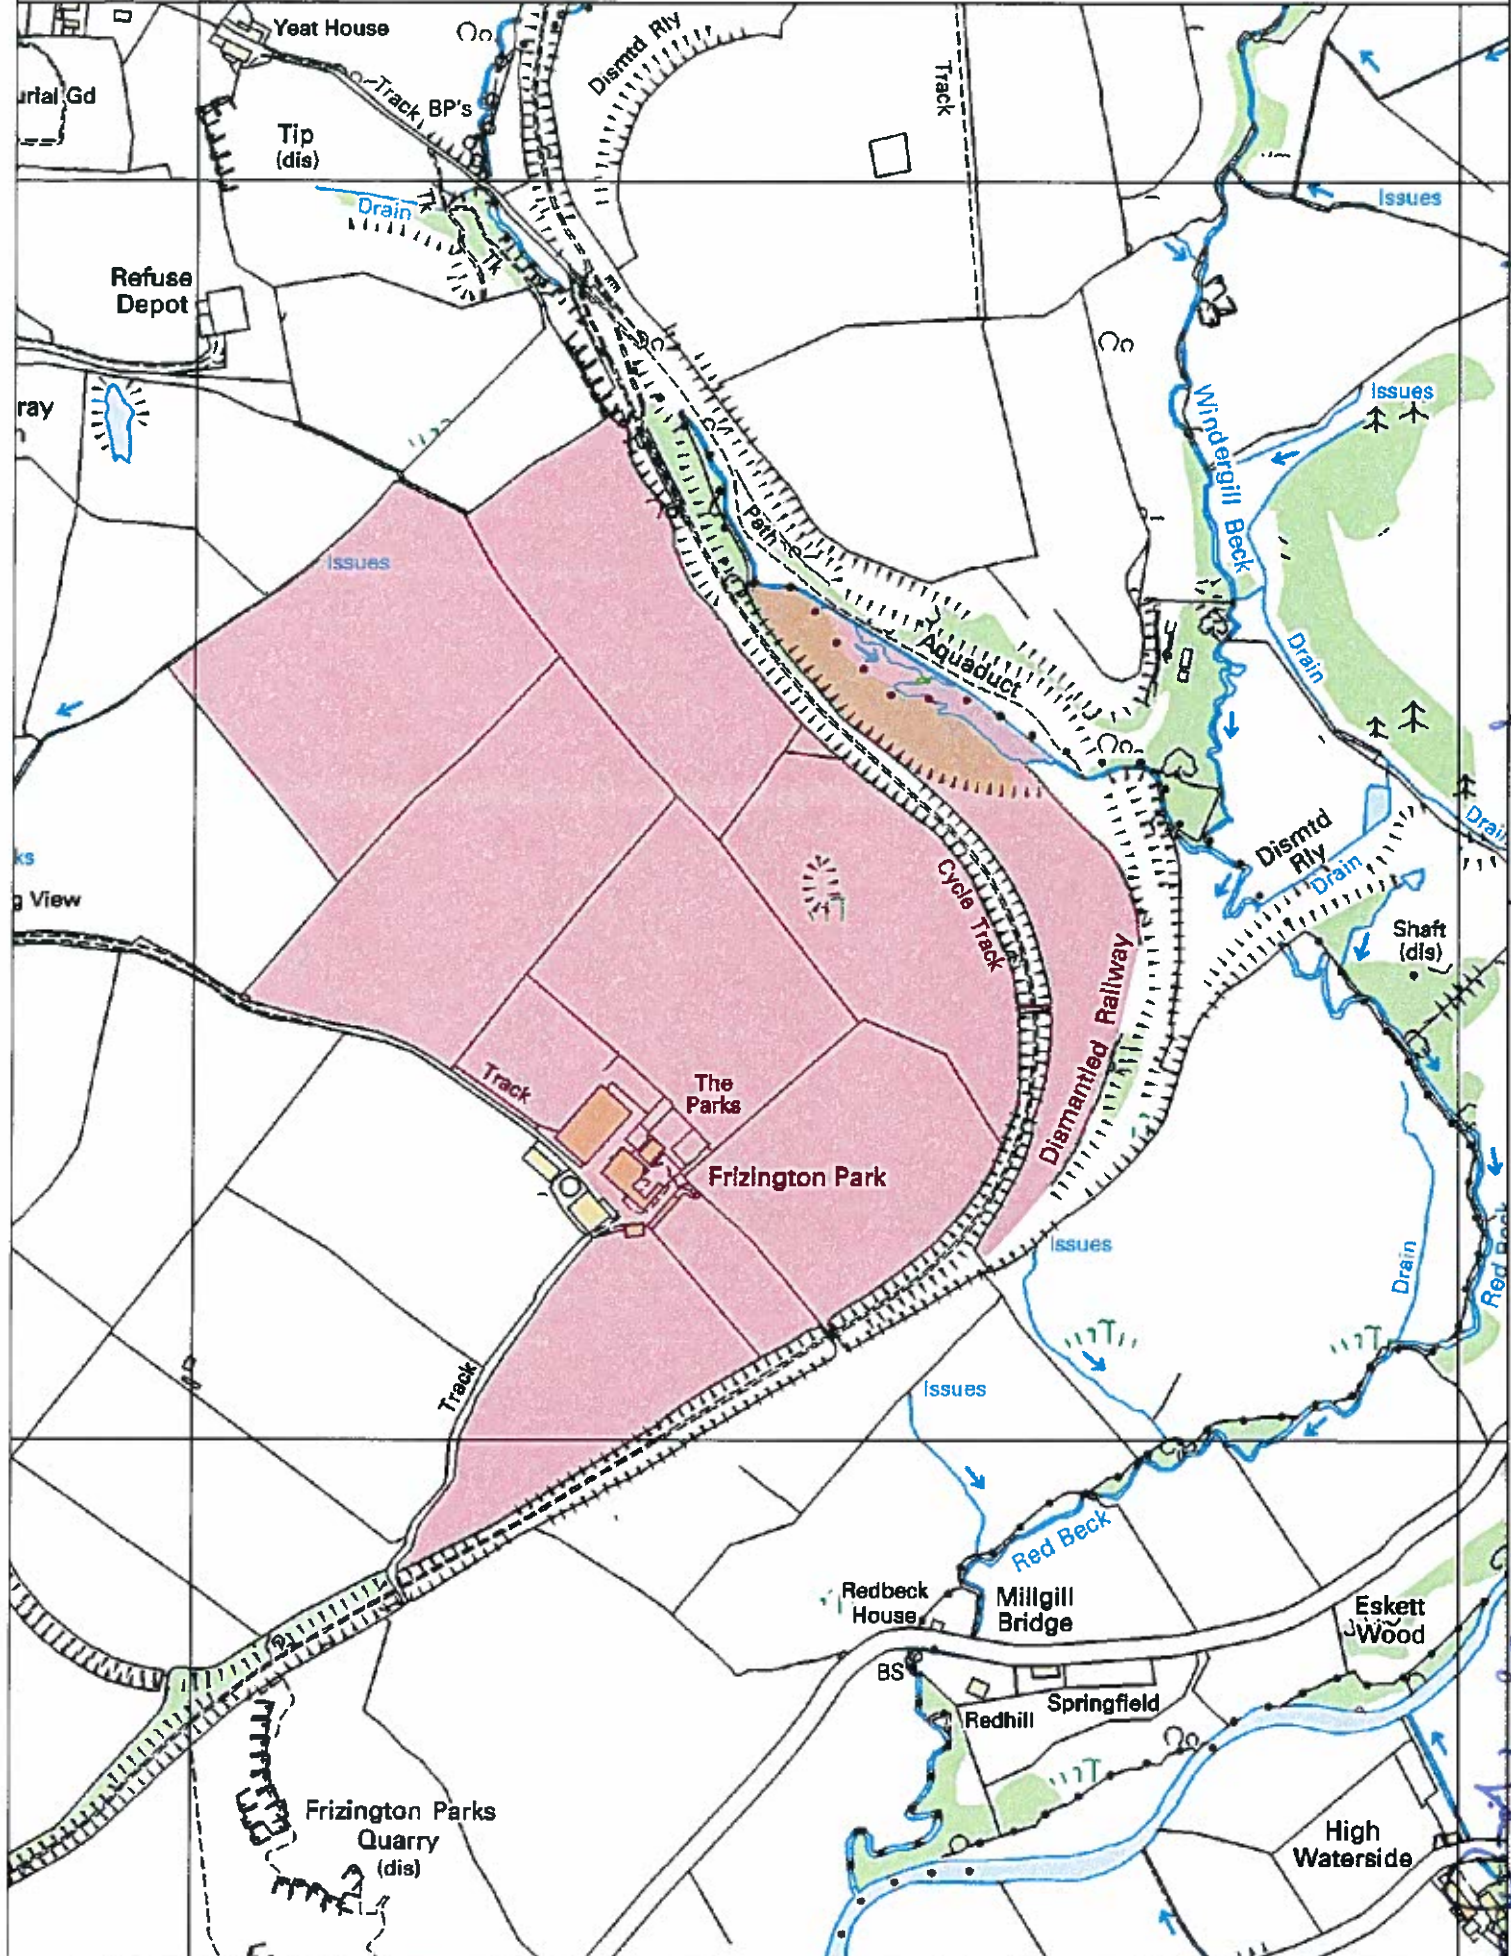 Yeat House
Dismtd Rly
Track
BP's
Track
urial Gd
Tip
(dis)
Drain
Tk
Tk
Issues
Refuse
Depot
Issues
ray
Windergill Beck
Path
Issues
Drain
Aquaduct
Drain
Dismtd
Rly
Drain
ks
g View
Cycle Track
Shaft
(dis)
Dismantled Railway
Track
The
Parks
Frizington Park
Issues
Drain
Red
Track
Issues
Red Beck
Redbeck
House
Millgill
Bridge
Eskett
Wood
BS
Springfield
Redhill
Frizington Parks
Quarry
(dis)
High
Waterside